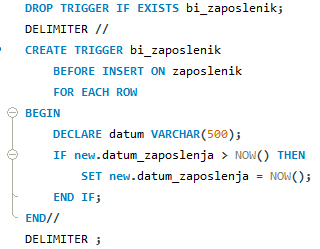 DROP TRIGGER IF EXISTS bi_zaposlenik;
DELIMITER //
CREATE TRIGGER bi_zaposlenik
BEFORE INSERT ON zaposlenik
FOR EACH ROW
BEGIN
DECLARE datum VARCHAR(500);
IF new.datum_zaposlenja > NOW() THEN
SET new.datum_zaposlenja = NOW();
END IF;
END//
DELIMITER ;